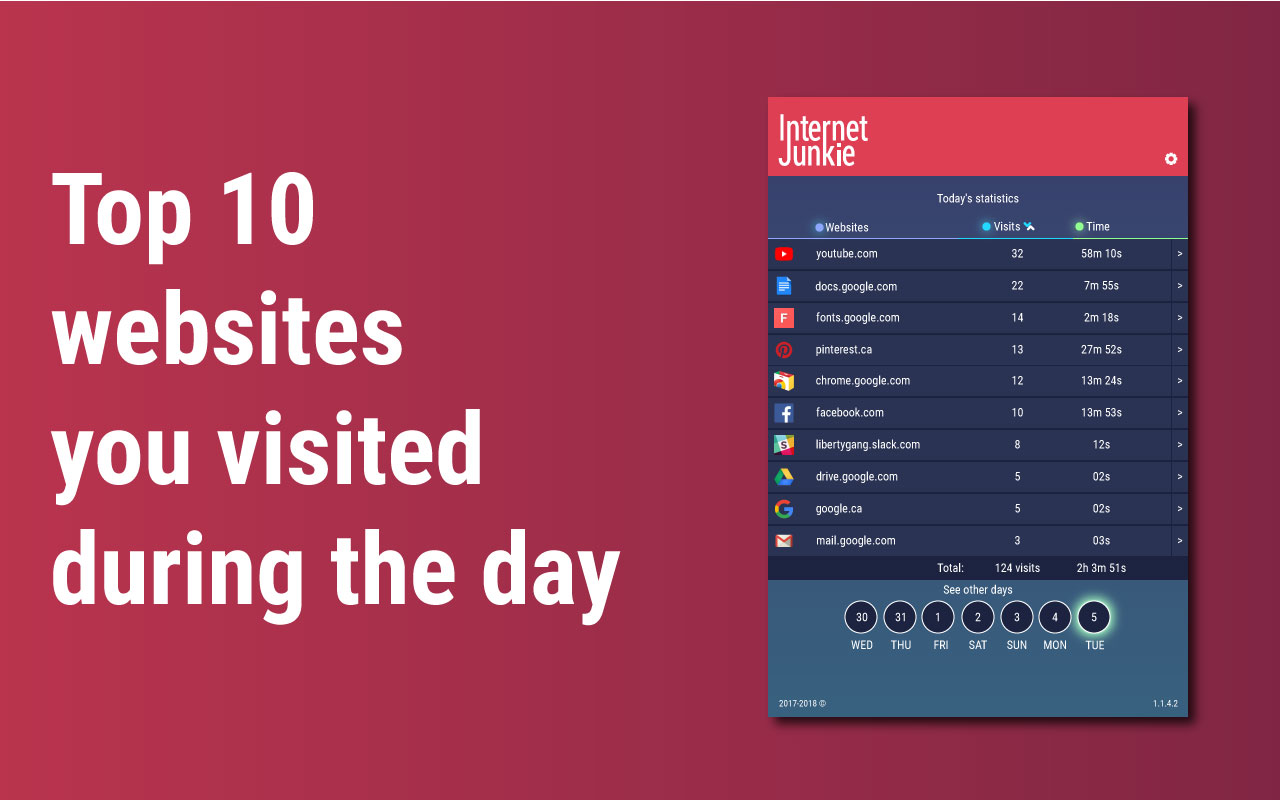 Top 10
websites
you visited
during the day
Internet
Junkie
Today's statistics
Websites Visits Time
youtube.com 32 58m 10s >
docs.google.com 22 7m 55s >
F fonts.google.com 14 2m 18s >
pinterest.ca 13 27m 52s >
chrome.google.com 12 13m 24s >
facebook.com 10 13m 53s >
libertygang.slack.com 8 12s >
drive.google.com 5 02s >
google.ca 5 02s >
mail.google.com 3 03s >
Total: 124 visits 2h 3m 51s
See other days
30 31 1 2 3 4 5
WED THU FRI SAT SUN MON TUE
2017-2018 © 1.1.4.2